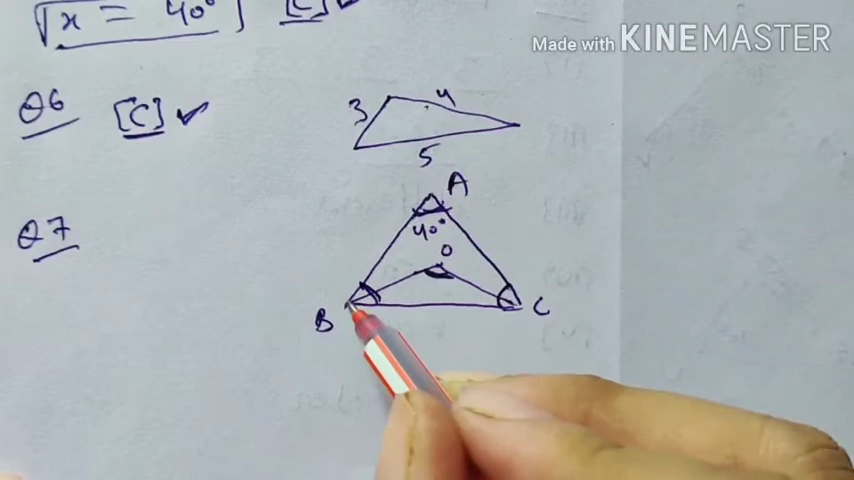 Made with KINEMASTER
x = 40°
[C]
Q6 [C]
3 4
5
A
40°
O
Q7
B C